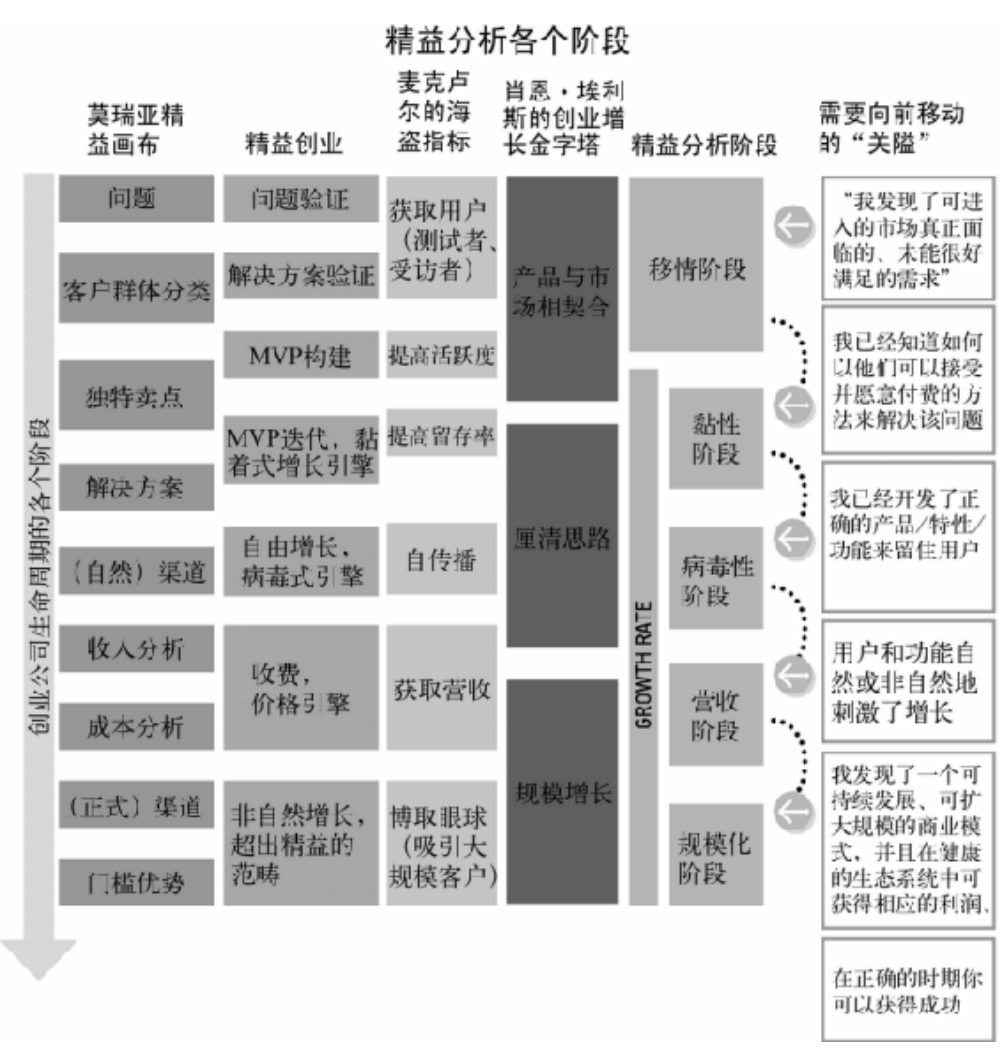 精益分析各个阶段
莫瑞亚精
益画布
精益创业
麦克卢
尔的海
盗指标
肖恩·埃利
斯的创业增
长金字塔
精益分析阶段
需要向前移动
的“关隘”
创业公司生命周期的各个阶段
问题
客户群体分类
独特卖点
解决方案
(自然)渠道
收入分析
成本分析
(正式)渠道
门槛优势
问题验证
解决方案验证
MVP构建
MVP迭代,黏
着式增长引擎
自由增长,
病毒式引擎
收费,
价格引擎
非自然增长,
超出精益的
范畴
获取用户
(测试者、
受访者)
提高活跃度
提高留存率
自传播
获取营收
博取眼球
(吸引大
规模客户)
产品与市
场相契合
厘清思路
规模增长
GROWTH RATE
移情阶段
黏性
阶段
病毒性
阶段
营收
阶段
规模化
阶段
“我发现了可进
入的市场真正面
临的、未能很好
满足的需求”
我已经知道如何
以他们可以接受
并愿意付费的方
法来解决该问题
我已经开发了正
确的产品/特性/
功能来留住用户
用户和功能自
然或非自然地
刺激了增长
我发现了一个可
持续发展、可扩
大规模的商业模
式,并且在健康
的生态系统中可
获得相应的利润、
在正确的时期你
可以获得成功